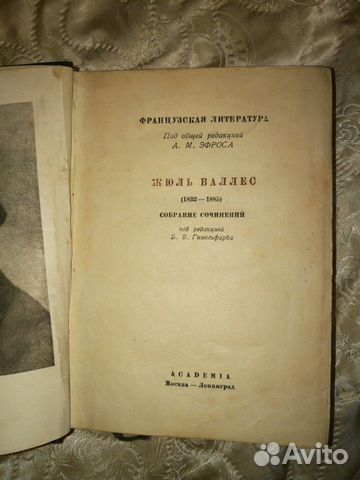 ФРАНЦУЗСКАЯ ЛИТЕРАТУРА
Под общей редакцией
А. М. ЭФРОСА
ЖЮЛЬ ВАЛЛЕС
(1832—1885)
СОБРАНИЕ СОЧИНЕНИЙ
под редакцией
Б. В. Гимельфарба
ACADEMIA
Москва — Ленинград
Avito